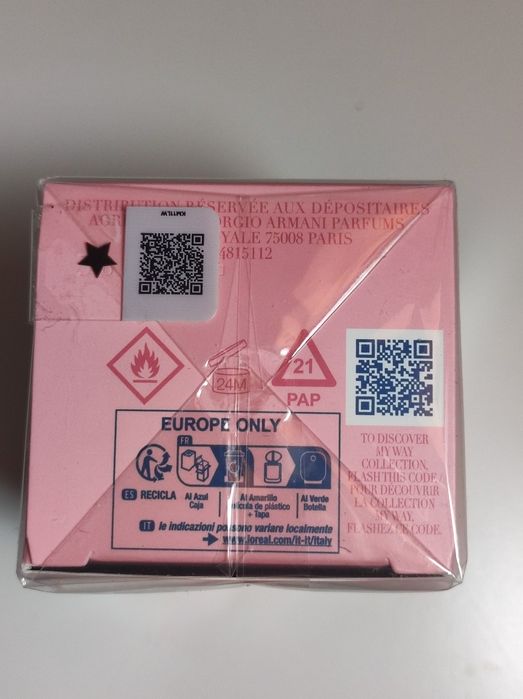 DISTRIBUTION RÉSERVÉE AUX DÉPOSITAIRES
GIORGIO ARMANI PARFUMS
75008 PARIS
4815112
24M
21
PAP
EUROPE ONLY
FR
ES RECICLA
Al Azul
Caja
Al Amarillo
Película de plástico
+ Tapa
Al Verde
Botella
IT le indicazioni possono variare localmente
www.loreal.com/it-it/italy
TO DISCOVER
MY WAY
COLLECTION,
FLASH THIS CODE /
POUR DÉCOUVRIR
LA COLLECTION
MY WAY,
FLASHEZ CE CODE.